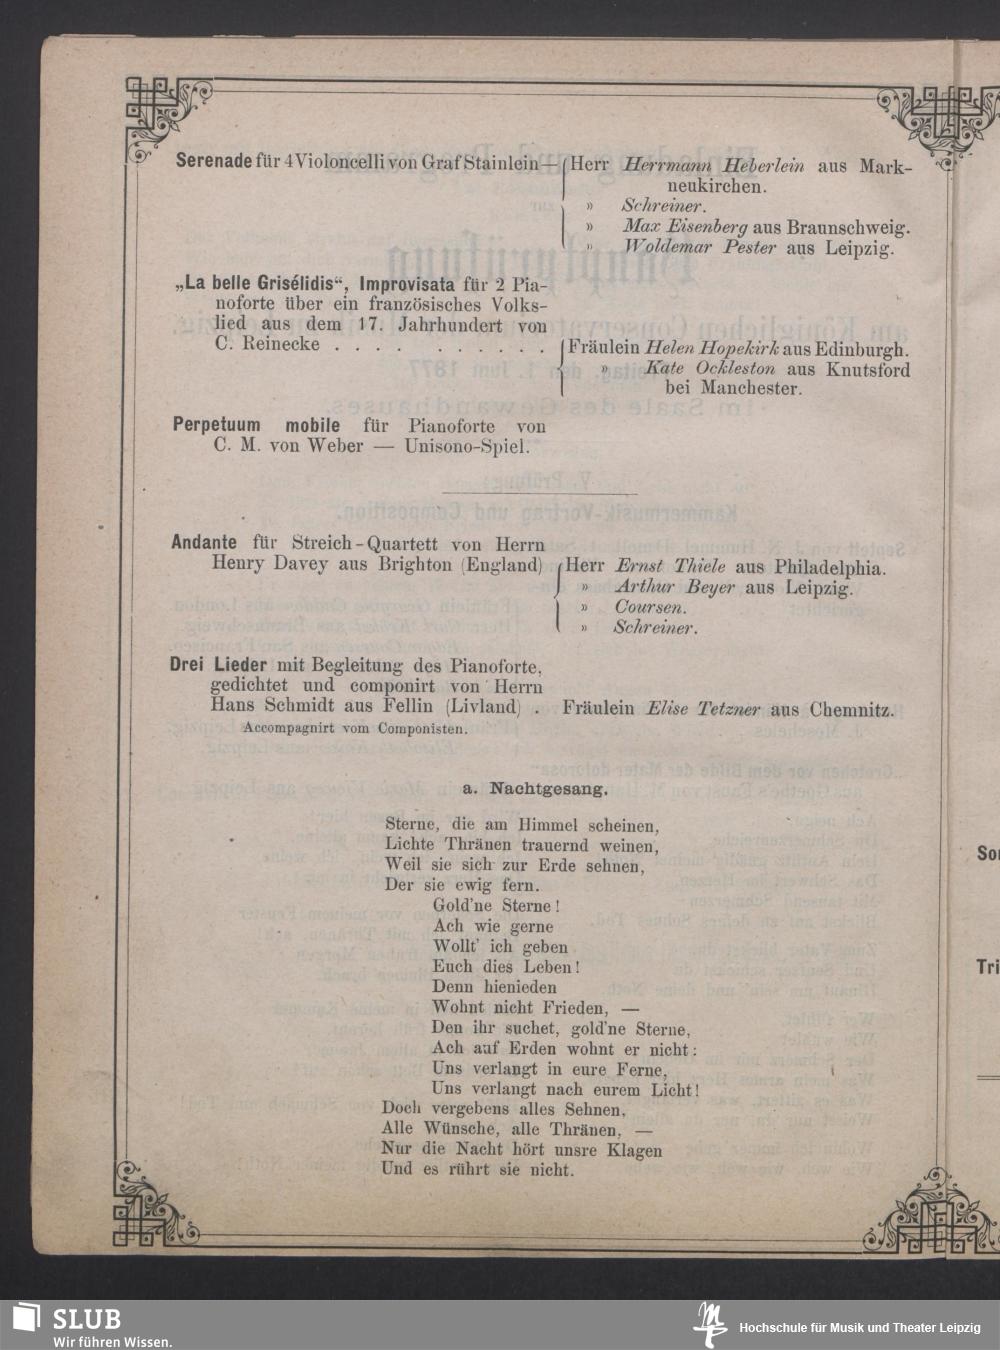 Serenade für 4 Violoncelli von Graf Stainlein — Herr Herrmann Heberlein aus Mark-
neukirchen.
» Schreiner.
» Max Eisenberg aus Braunschweig.
» Woldemar Pester aus Leipzig.
„La belle Grisélidis“, Improvisata für 2 Pia-
noforte über ein französisches Volks-
lied aus dem 17. Jahrhundert von
C. Reinecke . . . . . . . . . . Fräulein Helen Hopekirk aus Edinburgh.
» Kate Ockleston aus Knutsford
bei Manchester.
Perpetuum mobile für Pianoforte von
C. M. von Weber — Unisono-Spiel.
Andante für Streich-Quartett von Herrn
Henry Davey aus Brighton (England) Herr Ernst Thiele aus Philadelphia.
» Arthur Beyer aus Leipzig.
» Coursen.
» Schreiner.
Drei Lieder mit Begleitung des Pianoforte,
gedichtet und componirt von Herrn
Hans Schmidt aus Fellin (Livland) . Fräulein Elise Tetzner aus Chemnitz.
Accompagnirt vom Componisten.
a. Nachtgesang.
Sterne, die am Himmel scheinen,
Lichte Thränen trauernd weinen,
Weil sie sich zur Erde sehnen,
Der sie ewig fern.
Gold'ne Sterne!
Ach wie gerne
Wollt' ich geben
Euch dies Leben!
Denn hienieden
Wohnt nicht Frieden, —
Den ihr suchet, gold'ne Sterne,
Ach auf Erden wohnt er nicht:
Uns verlangt in eure Ferne,
Uns verlangt nach eurem Licht!
Doch vergebens alles Sehnen,
Alle Wünsche, alle Thränen, —
Nur die Nacht hört unsre Klagen
Und es rührt sie nicht.
Tri
SLUB
Wir führen Wissen.
Hochschule für Musik und Theater Leipzig